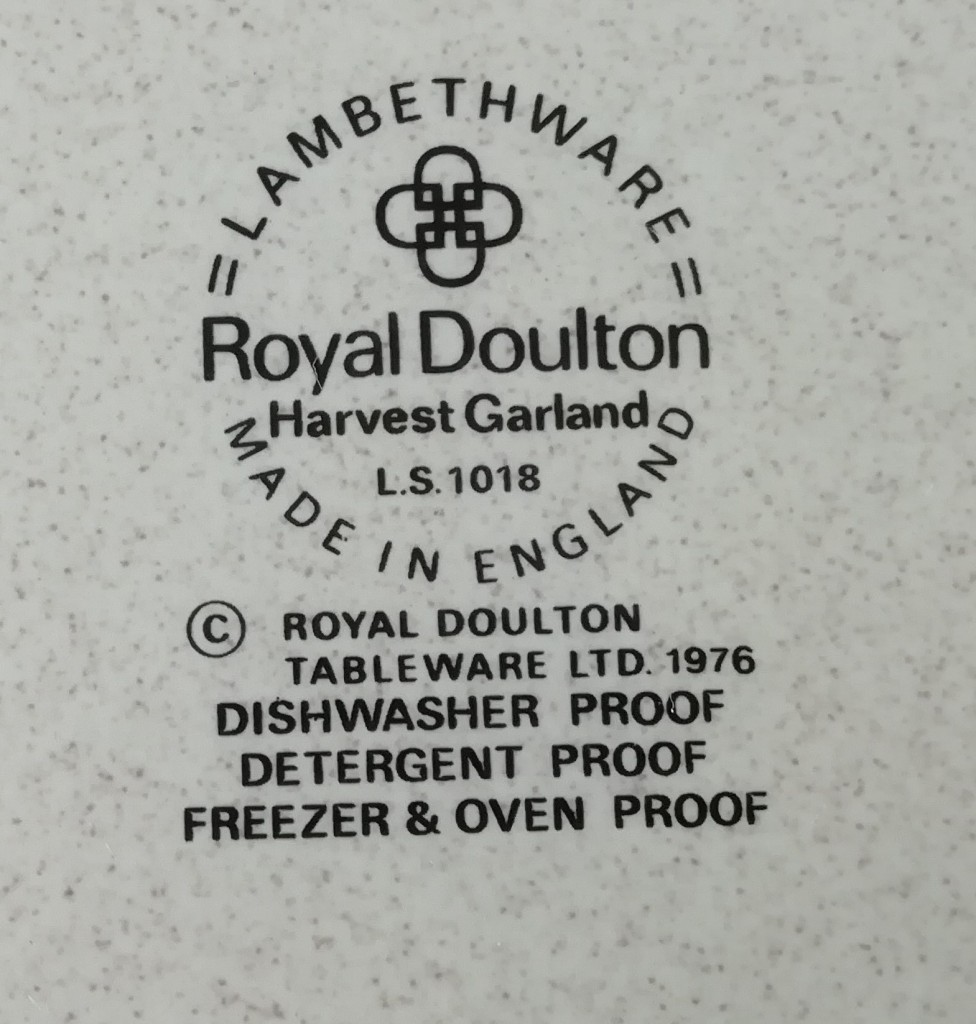 = LAMBETHWARE =
Royal Doulton
Harvest Garland
L.S. 1018
MADE IN ENGLAND
© ROYAL DOULTON
TABLEWARE LTD. 1976
DISHWASHER PROOF
DETERGENT PROOF
FREEZER & OVEN PROOF